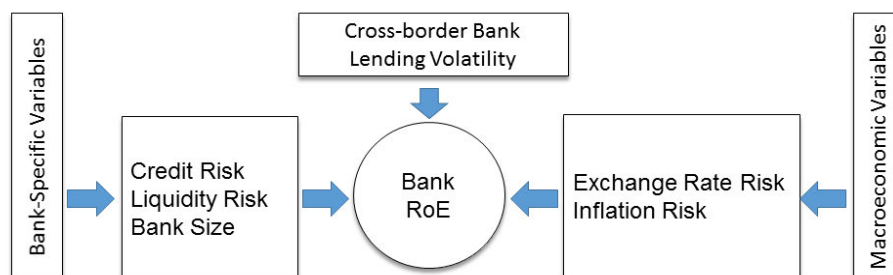 Bank-Specific Variables
Cross-border Bank
Lending Volatility
Credit Risk
Liquidity Risk
Bank Size
Bank
RoE
Exchange Rate Risk
Inflation Risk
Macroeconomic Variables